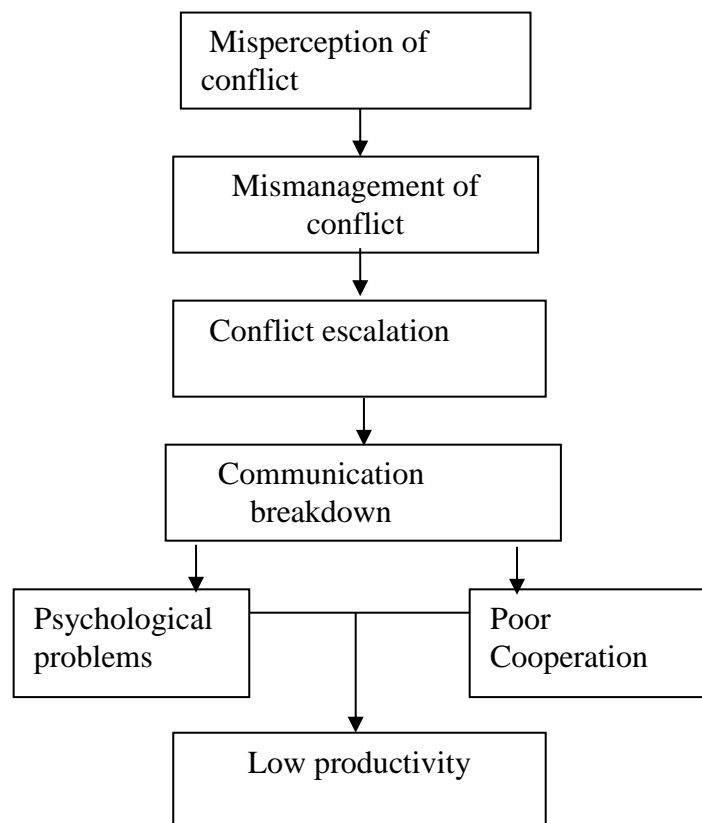 Misperception of
conflict
Mismanagement of
conflict
Conflict escalation
Communication
breakdown
Psychological
problems
Poor
Cooperation
Low productivity